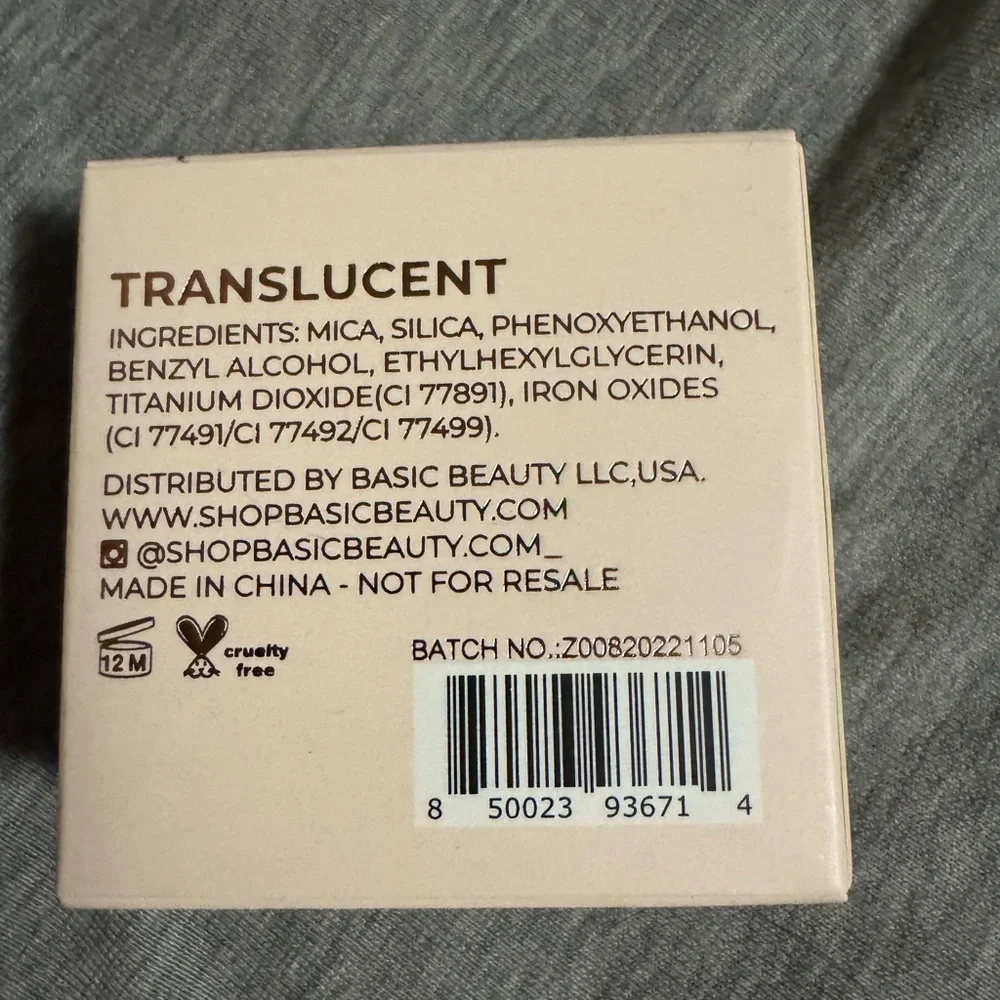 TRANSLUCENT
INGREDIENTS: MICA, SILICA, PHENOXYETHANOL,
BENZYL ALCOHOL, ETHYLHEXYLGLYCERIN,
TITANIUM DIOXIDE(CI 77891), IRON OXIDES
(CI 77491/CI 77492/CI 77499).
DISTRIBUTED BY BASIC BEAUTY LLC,USA.
WWW.SHOPBASICBEAUTY.COM
@SHOPBASICBEAUTY.COM_
MADE IN CHINA - NOT FOR RESALE
12 M
cruelty
free
BATCH NO.:Z00820221105
8 50023 93671 4